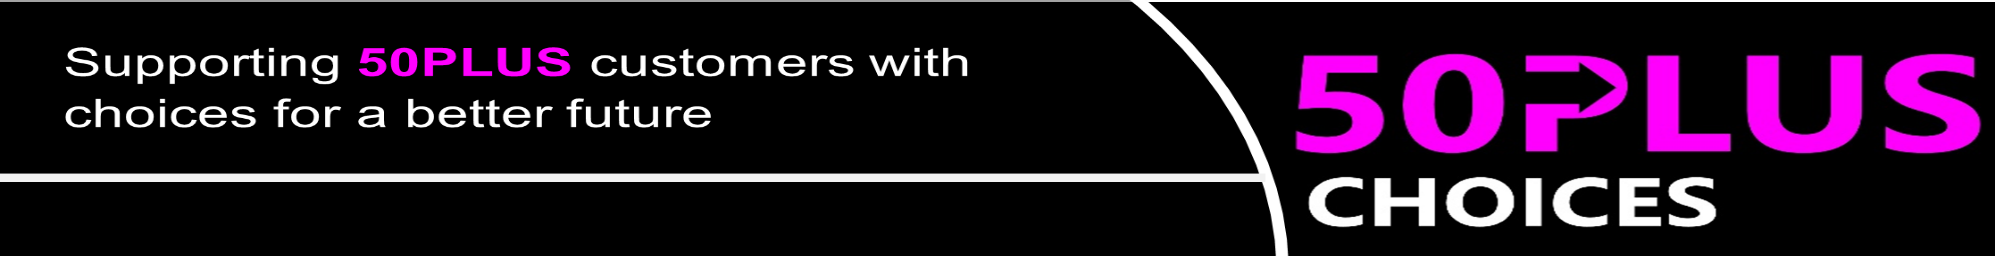 Supporting 50PLUS customers with
choices for a better future
50PLUS
CHOICES